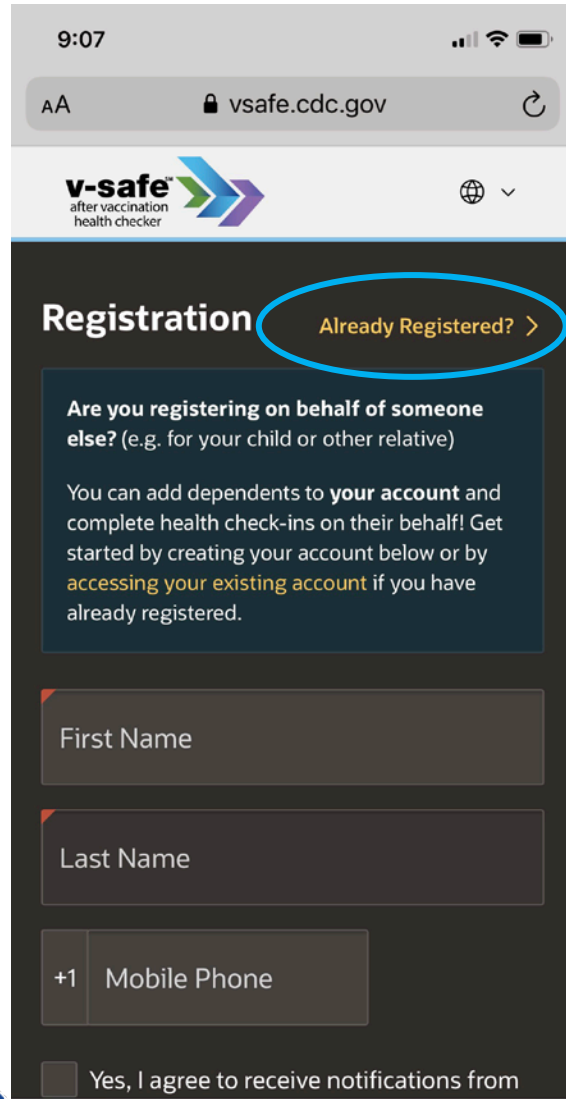 9:07
AA vsafe.cdc.gov
v-safe℠
after vaccination
health checker
Registration Already Registered? >
Are you registering on behalf of someone
else? (e.g. for your child or other relative)
You can add dependents to your account and
complete health check-ins on their behalf! Get
started by creating your account below or by
accessing your existing account if you have
already registered.
First Name
Last Name
+1 Mobile Phone
Yes, I agree to receive notifications from